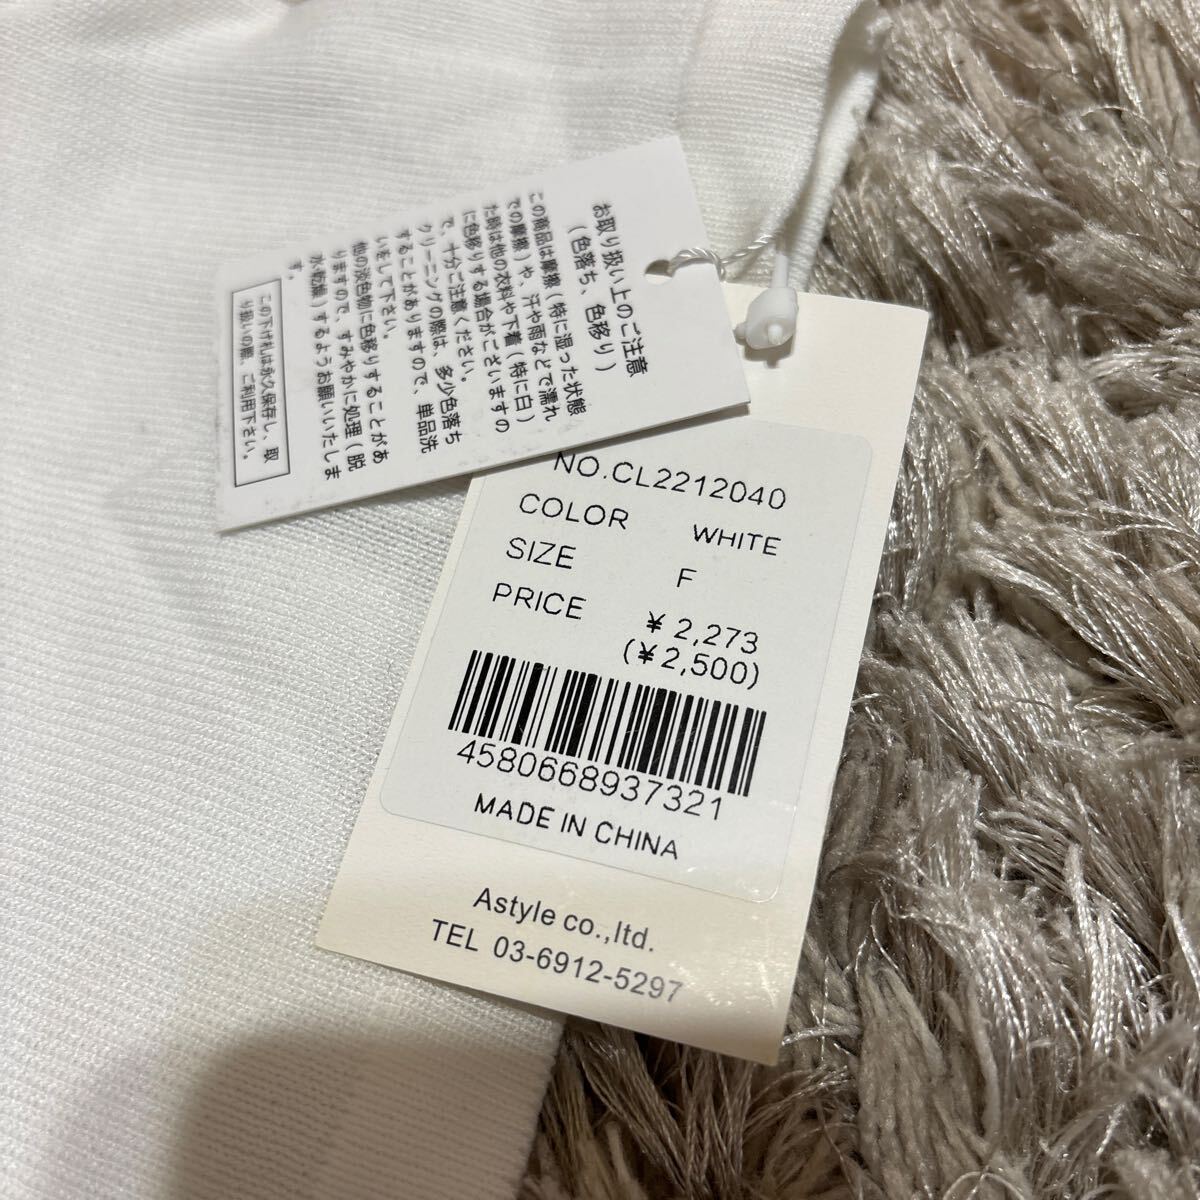 お取り扱い上のご注意
(色落ち、色移り)
この商品は摩擦(特に湿った状態
での摩擦)や、汗や雨などで濡れ
た時は他の衣料や下着(特に白)
に色移りする場合がございますの
で、十分ご注意ください。
クリーニングの際は、多少色落ち
することがありますので、単品洗
いをして下さい。
他の淡色物に色移りすることがあ
りますので、すみやかに処理(脱
水・乾燥)するようお願いいたしま
す。
この下げ札は永久保存し、取
り扱いの際、ご利用下さい。
NO.CL2212040
COLOR WHITE
SIZE F
PRICE ¥2,273
(¥2,500)
4580668937321
MADE IN CHINA
Astyle co.,ltd.
TEL 03-6912-5297